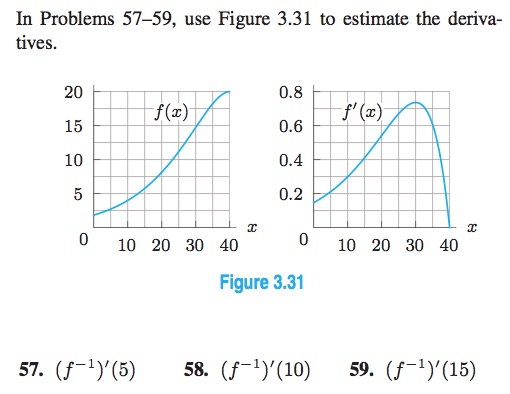 In Problems 57–59, use Figure 3.31 to estimate the deriva-
tives.
20
15
10
5
0
10 20 30 40
x
f(x)
0.8
0.6
0.4
0.2
0
10 20 30 40
x
f′(x)
Figure 3.31
57. (f⁻¹)′(5) 58. (f⁻¹)′(10) 59. (f⁻¹)′(15)